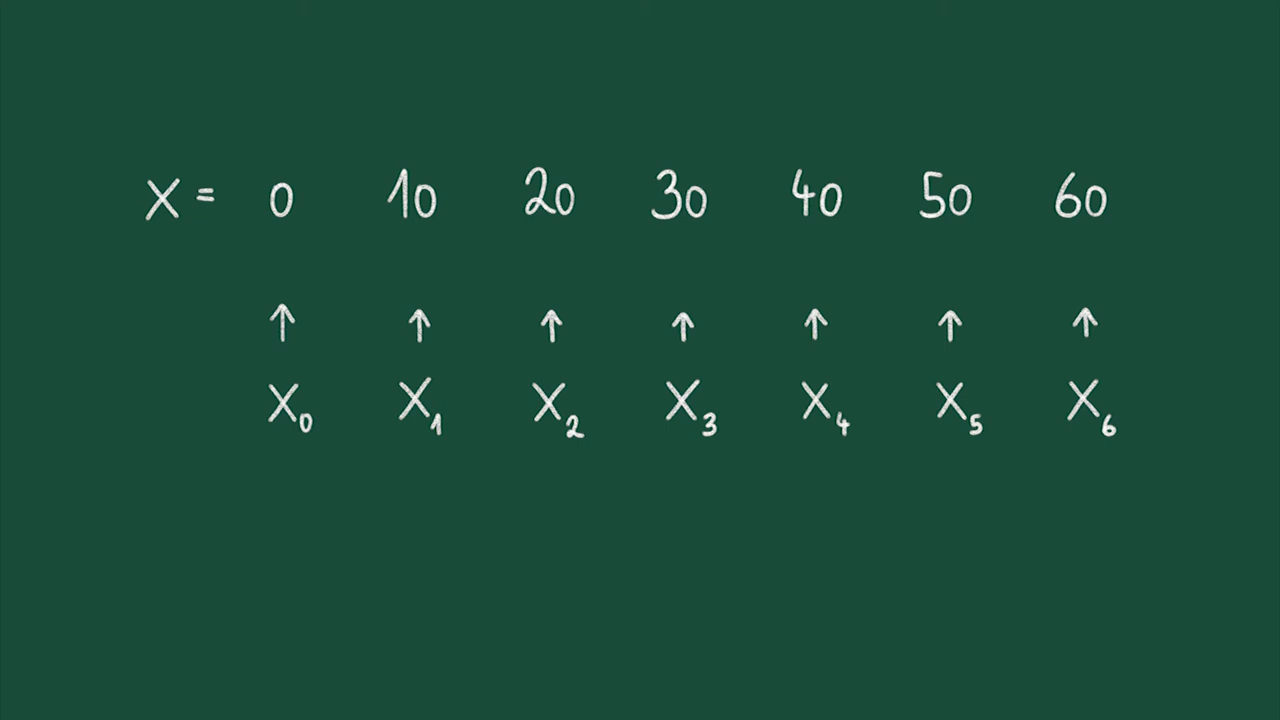 X = 0 10 20 30 40 50 60
↑ ↑ ↑ ↑ ↑ ↑ ↑
X₀ X₁ X₂ X₃ X₄ X₅ X₆